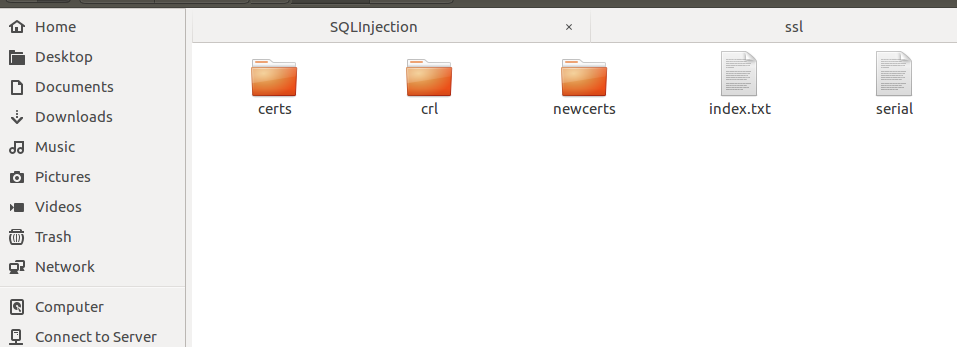 Home
Desktop
Documents
Downloads
Music
Pictures
Videos
Trash
Network
Computer
Connect to Server
SQLInjection × ssl
certs crl newcerts index.txt serial